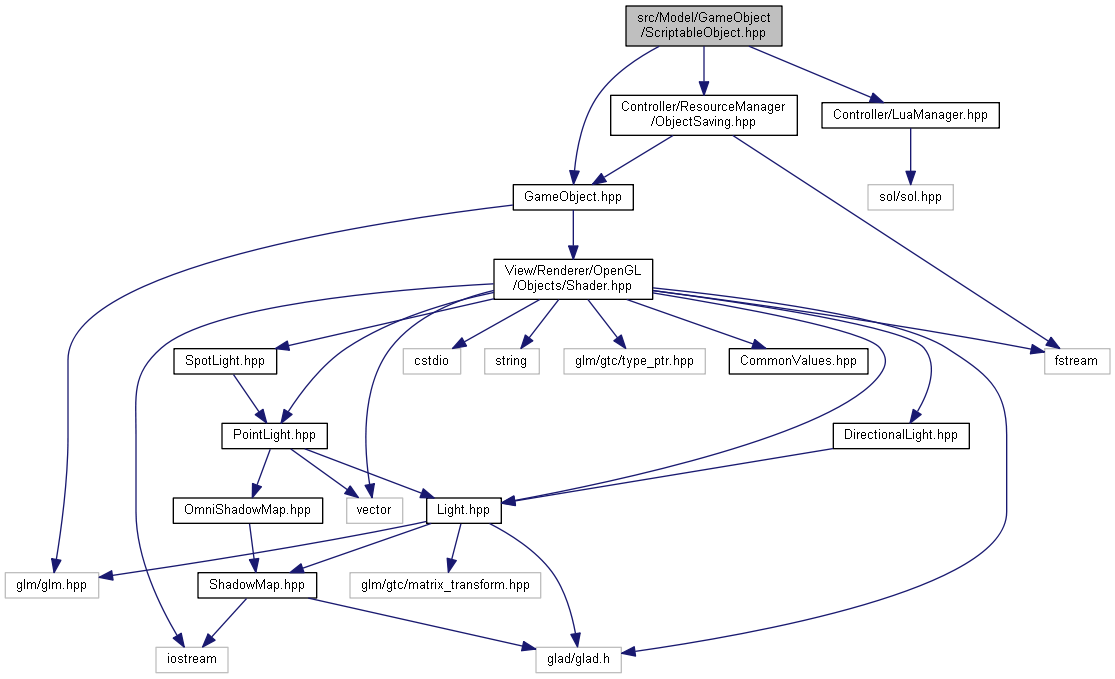 src/Model/GameObject
/ScriptableObject.hpp
Controller/ResourceManager
/ObjectSaving.hpp
Controller/LuaManager.hpp
GameObject.hpp
sol/sol.hpp
View/Renderer/OpenGL
/Objects/Shader.hpp
SpotLight.hpp
cstdio
string
glm/gtc/type_ptr.hpp
CommonValues.hpp
fstream
PointLight.hpp
DirectionalLight.hpp
OmniShadowMap.hpp
vector
Light.hpp
glm/glm.hpp
ShadowMap.hpp
glm/gtc/matrix_transform.hpp
iostream
glad/glad.h